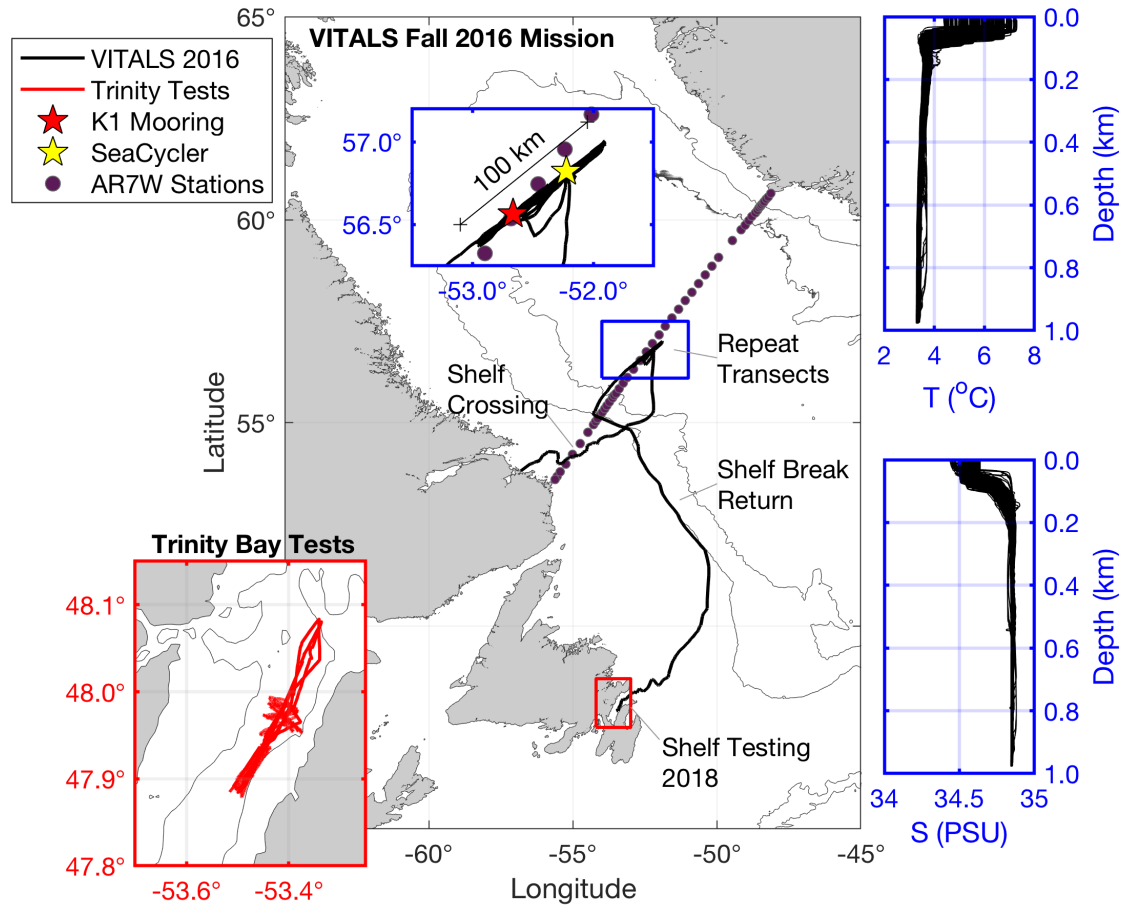 VITALS Fall 2016 Mission
VITALS 2016
Trinity Tests
K1 Mooring
SeaCycler
AR7W Stations
65°
60°
55°
Latitude
-60°
-55°
-50°
-45°
Longitude
57.0°
56.5°
-53.0°
-52.0°
100 km
Repeat
Transects
Shelf
Crossing
Shelf Break
Return
Shelf Testing
2018
Trinity Bay Tests
48.1°
48.0°
47.9°
47.8°
-53.6°
-53.4°
0.0
0.2
0.4
0.6
0.8
1.0
Depth (km)
2
4
6
8
T (°C)
0.0
0.2
0.4
0.6
0.8
1.0
Depth (km)
34
34.5
35
S (PSU)